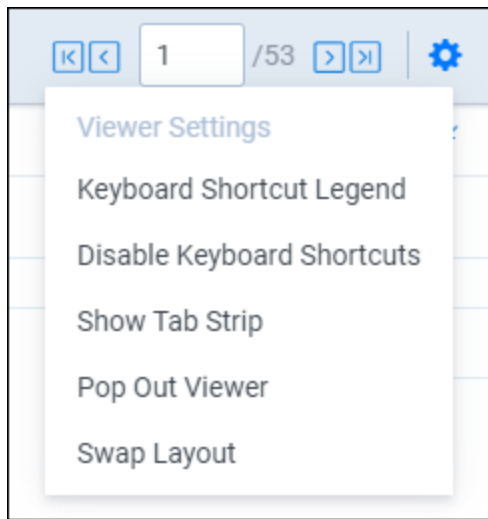 1 /53
Viewer Settings
Keyboard Shortcut Legend
Disable Keyboard Shortcuts
Show Tab Strip
Pop Out Viewer
Swap Layout